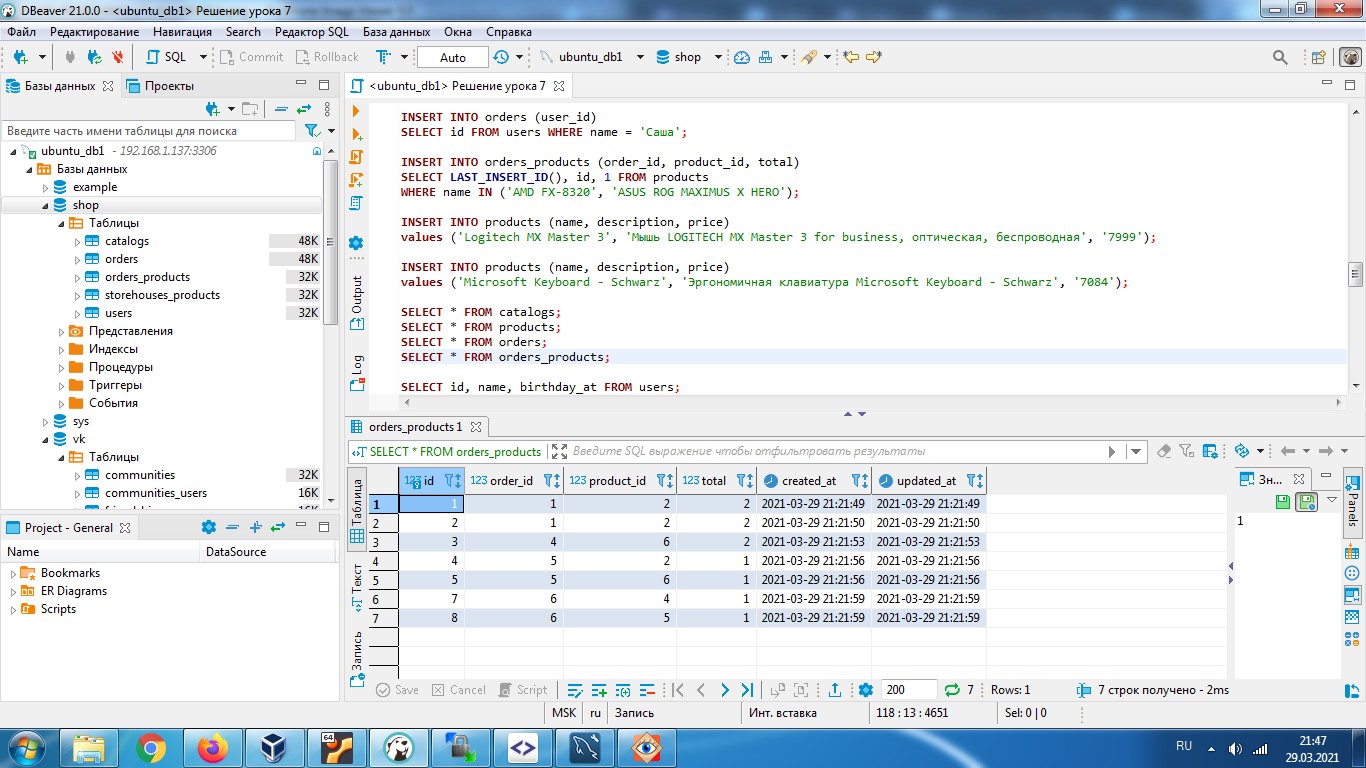 DBeaver 21.0.0 - <ubuntu_db1> Решение урока 7
Файл Редактирование Навигация Search Редактор SQL База данных Окна Справка
SQL Commit Rollback Auto ubuntu_db1 shop
Базы данных Проекты
Введите часть имени таблицы для поиска
ubuntu_db1 - 192.168.1.137:3306
Базы данных
example
shop
Таблицы
catalogs 48K
orders 48K
orders_products 32K
storehouses_products 32K
users 32K
Представления
Индексы
Процедуры
Триггеры
События
sys
vk
Таблицы
communities 32K
communities_users 16K
Project - General
Name DataSource
Bookmarks
ER Diagrams
Scripts
<ubuntu_db1> Решение урока 7
Output
Log
INSERT INTO orders (user_id)
SELECT id FROM users WHERE name = 'Саша';
INSERT INTO orders_products (order_id, product_id, total)
SELECT LAST_INSERT_ID(), id, 1 FROM products
WHERE name IN ('AMD FX-8320', 'ASUS ROG MAXIMUS X HERO');
INSERT INTO products (name, description, price)
values ('Logitech MX Master 3', 'Мышь LOGITECH MX Master 3 for business, оптическая, беспроводная', '7999');
INSERT INTO products (name, description, price)
values ('Microsoft Keyboard - Schwarz', 'Эргономичная клавиатура Microsoft Keyboard - Schwarz', '7084');
SELECT * FROM catalogs;
SELECT * FROM products;
SELECT * FROM orders;
SELECT * FROM orders_products;
SELECT id, name, birthday_at FROM users;
orders_products 1
SELECT * FROM orders_products Введите SQL выражение чтобы отфильтровать результаты
Таблица
Текст
Запись
123 id 123 order_id 123 product_id 123 total created_at updated_at
1 1 1 2 2 2021-03-29 21:21:49 2021-03-29 21:21:49
2 2 1 2 2 2021-03-29 21:21:50 2021-03-29 21:21:50
3 3 4 6 2 2021-03-29 21:21:53 2021-03-29 21:21:53
4 4 5 2 1 2021-03-29 21:21:56 2021-03-29 21:21:56
5 5 5 6 1 2021-03-29 21:21:56 2021-03-29 21:21:56
6 7 6 4 1 2021-03-29 21:21:59 2021-03-29 21:21:59
7 8 6 5 1 2021-03-29 21:21:59 2021-03-29 21:21:59
Зн...
1
Панели
Save Cancel Script 200 7 Rows: 1 7 строк получено - 2ms
MSK ru Запись Инт. вставка 118 : 13 : 4651 Sel: 0 | 0
64
RU 21:47
29.03.2021